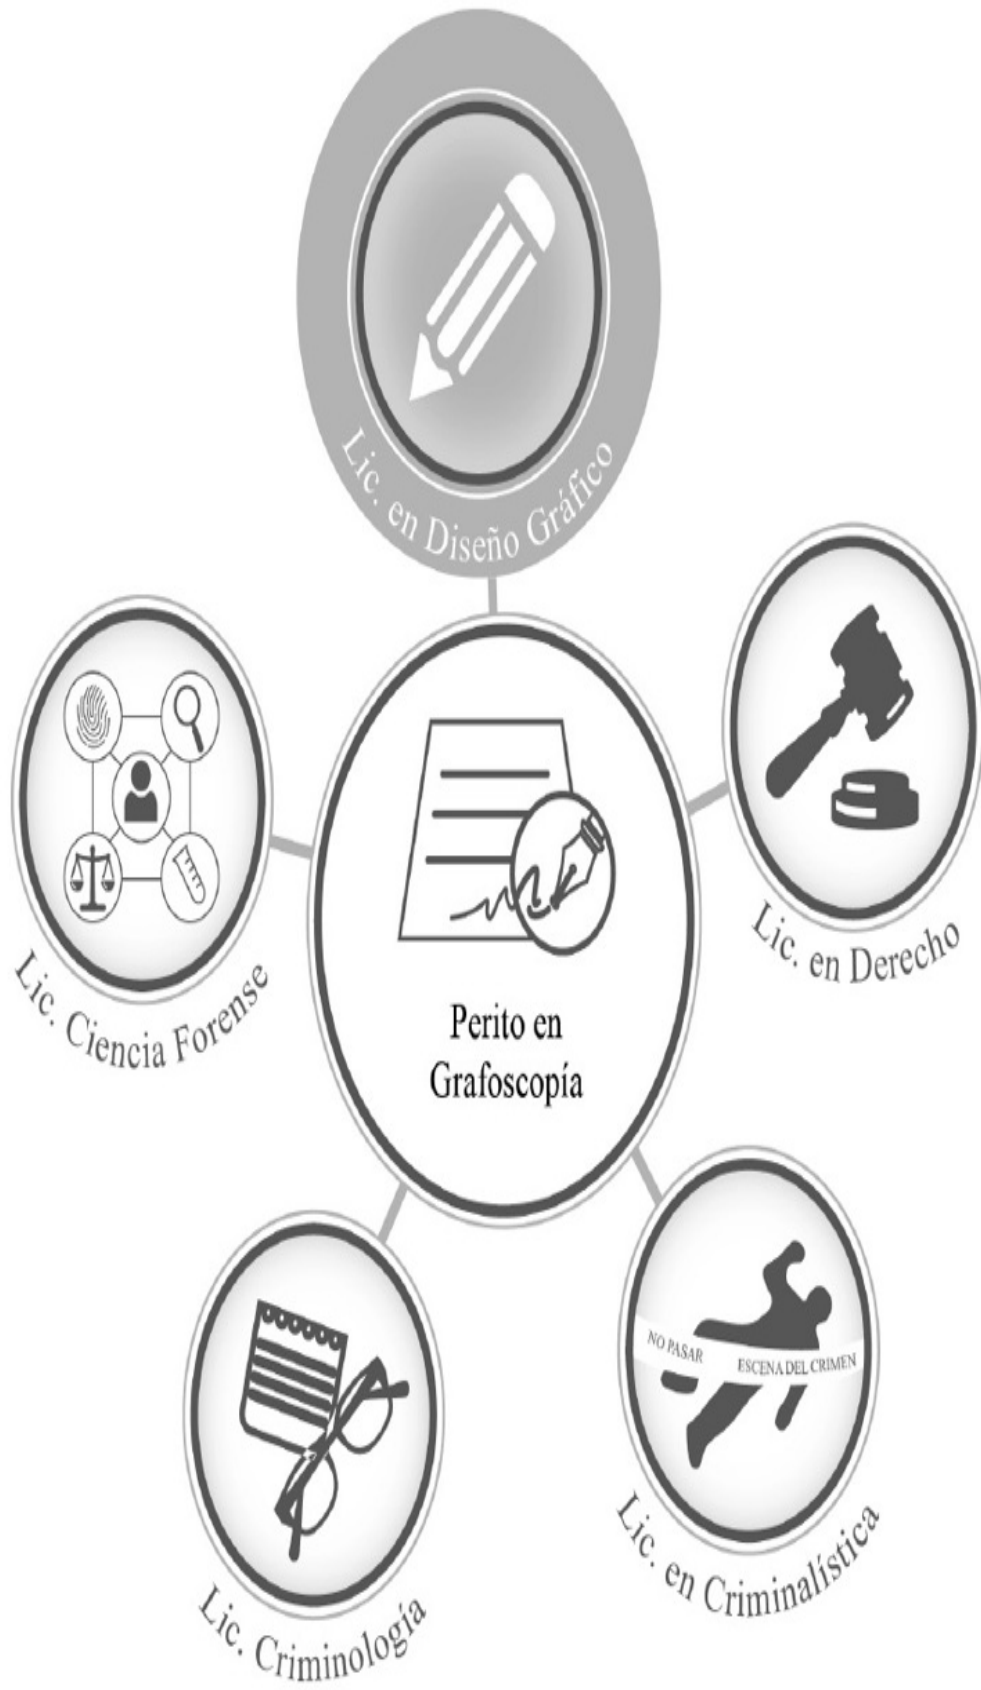 Lic. en Diseño Gráfico
Lic. en Derecho
Lic. Ciencia Forense
Perito en
Grafoscopía
NO PASAR
ESCENA DEL CRIMEN
Lic. en Criminalística
Lic. Criminología